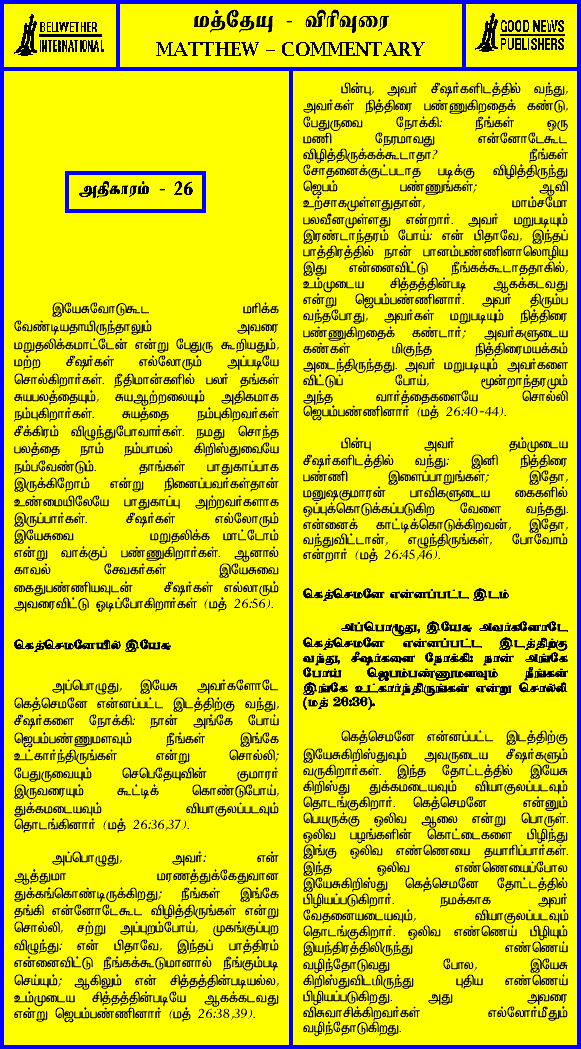 BELLWETHER
INTERNATIONAL
மத்தேயு - விரிவுரை
MATTHEW – COMMENTARY
GOOD NEWS
PUBLISHERS
அதிகாரம் - 26
இயேசுவோடுகூட மரிக்க
வேண்டியதாயிருந்தாலும் அவரை
மறுதலிக்கமாட்டேன் என்று பேதுரு கூறியதும்,
மற்ற சீஷர்கள் எல்லோரும் அப்படியே
சொல்கிறார்கள். நீதிமான்களில் பலர் தங்கள்
சுயபலத்தையும், சுயஆற்றலையும் அதிகமாக
நம்புகிறார்கள். சுயத்தை நம்புகிறவர்கள்
சீக்கிரம் விழுந்துபோவார்கள். நமது சொந்த
பலத்தை நாம் நம்பாமல் கிறிஸ்துவையே
நம்பவேண்டும். தாங்கள் பாதுகாப்பாக
இருக்கிறோம் என்று நினைப்பவர்கள்தான்
உண்மையிலேயே பாதுகாப்பு அற்றவர்களாக
இருப்பார்கள். சீஷர்கள் எல்லோரும்
இயேசுவை மறுதலிக்க மாட்டோம்
என்று வாக்குப் பண்ணுகிறார்கள். ஆனால்
காவல் சேவகர்கள் இயேசுவை
கைதுபண்ணியவுடன் சீஷர்கள் எல்லாரும்
அவரைவிட்டு ஓடிப்போகிறார்கள் (மத் 26:56).
கெத்செமனேயில் இயேசு
அப்பொழுது, இயேசு அவர்களோடே
கெத்செமனே என்னப்பட்ட இடத்திற்கு வந்து,
சீஷர்களை நோக்கி: நான் அங்கே போய்
ஜெபம்பண்ணுமளவும் நீங்கள் இங்கே
உட்கார்ந்திருங்கள் என்று சொல்லி;
பேதுருவையும் செபெதேயுவின் குமாரர்
இருவரையும் கூட்டிக் கொண்டுபோய்,
துக்கமடையவும் வியாகுலப்படவும்
தொடங்கினார் (மத் 26:36,37).
அப்பொழுது, அவர்: என்
ஆத்துமா மரணத்துக்கேதுவான
துக்கங்கொண்டிருக்கிறது; நீங்கள் இங்கே
தங்கி என்னோடேகூட விழித்திருங்கள் என்று
சொல்லி, சற்று அப்புறம்போய், முகங்குப்புற
விழுந்து: என் பிதாவே, இந்தப் பாத்திரம்
என்னைவிட்டு நீங்கக்கூடுமானால் நீங்கும்படி
செய்யும்; ஆகிலும் என் சித்தத்தின்படியல்ல,
உம்முடைய சித்தத்தின்படியே ஆகக்கடவது
என்று ஜெபம்பண்ணினார் (மத் 26:38,39).
பின்பு, அவர் சீஷர்களிடத்தில் வந்து,
அவர்கள் நித்திரை பண்ணுகிறதைக் கண்டு,
பேதுருவை நோக்கி: நீங்கள் ஒரு
மணி நேரமாவது என்னோடேகூட
விழித்திருக்கக்கூடாதா? நீங்கள்
சோதனைக்குட்படாத படிக்கு விழித்திருந்து
ஜெபம் பண்ணுங்கள்; ஆவி
உற்சாகமுள்ளதுதான், மாம்சமோ
பலவீனமுள்ளது என்றார். அவர் மறுபடியும்
இரண்டாந்தரம் போய்: என் பிதாவே, இந்தப்
பாத்திரத்தில் நான் பானம்பண்ணினாலொழிய
இது என்னைவிட்டு நீங்கக்கூடாததாகில்,
உம்முடைய சித்தத்தின்படி ஆகக்கடவது
என்று ஜெபம்பண்ணினார். அவர் திரும்ப
வந்தபோது, அவர்கள் மறுபடியும் நித்திரை
பண்ணுகிறதைக் கண்டார்; அவர்களுடைய
கண்கள் மிகுந்த நித்திரைமயக்கம்
அடைந்திருந்தது. அவர் மறுபடியும் அவர்களை
விட்டுப் போய், மூன்றாந்தரமும்
அந்த வார்த்தைகளையே சொல்லி
ஜெபம்பண்ணினார் (மத் 26:40-44).
பின்பு அவர் தம்முடைய
சீஷர்களிடத்தில் வந்து: இனி நித்திரை
பண்ணி இளைப்பாறுங்கள்; இதோ,
மனுஷகுமாரன் பாவிகளுடைய கைகளில்
ஒப்புக்கொடுக்கப்படுகிற வேளை வந்தது.
என்னைக் காட்டிக்கொடுக்கிறவன், இதோ,
வந்துவிட்டான், எழுந்திருங்கள், போவோம்
என்றார் (மத் 26:45,46).
கெத்செமனே என்னப்பட்ட இடம்
அப்பொழுது, இயேசு அவர்களோடே
கெத்செமனே என்னப்பட்ட இடத்திற்கு
வந்து, சீஷர்களை நோக்கி: நான் அங்கே
போய் ஜெபம்பண்ணுமளவும் நீங்கள்
இங்கே உட்கார்ந்திருங்கள் என்று சொல்லி
(மத் 26:36).
கெத்செமனே என்னப்பட்ட இடத்திற்கு
இயேசுகிறிஸ்துவும் அவருடைய சீஷர்களும்
வருகிறார்கள். இந்த தோட்டத்தில் இயேசு
கிறிஸ்து துக்கமடையவும் வியாகுலப்படவும்
தொடங்குகிறார். கெத்செமனே என்னும்
பெயருக்கு ஒலிவ ஆலை என்று பொருள்.
ஒலிவ பழங்களின் கொட்டைகளை பிழிந்து
இங்கு ஒலிவ எண்ணெயை தயாரிப்பார்கள்.
இந்த ஒலிவ எண்ணெயைப்போல
இயேசுகிறிஸ்து கெத்செமனே தோட்டத்தில்
பிழியப்படுகிறார். நமக்காக அவர்
வேதனையடையவும், வியாகுலப்படவும்
தொடங்குகிறார். ஒலிவ எண்ணெய் பிழியும்
இயந்திரத்திலிருந்து எண்ணெய்
வழிந்தோடுவது போல, இயேசு
கிறிஸ்துவிடமிருந்து புதிய எண்ணெய்
பிழியப்படுகிறது. அது அவரை
விசுவாசிக்கிறவர்கள் எல்லோர்மீதும்
வழிந்தோடுகிறது.